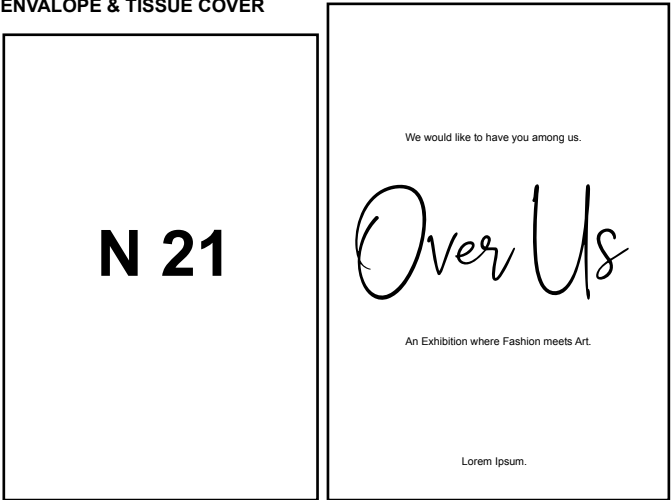 ENVALOPE & TISSUE COVER
N 21
We would like to have you among us.
Over Us
An Exhibition where Fashion meets Art.
Lorem Ipsum.